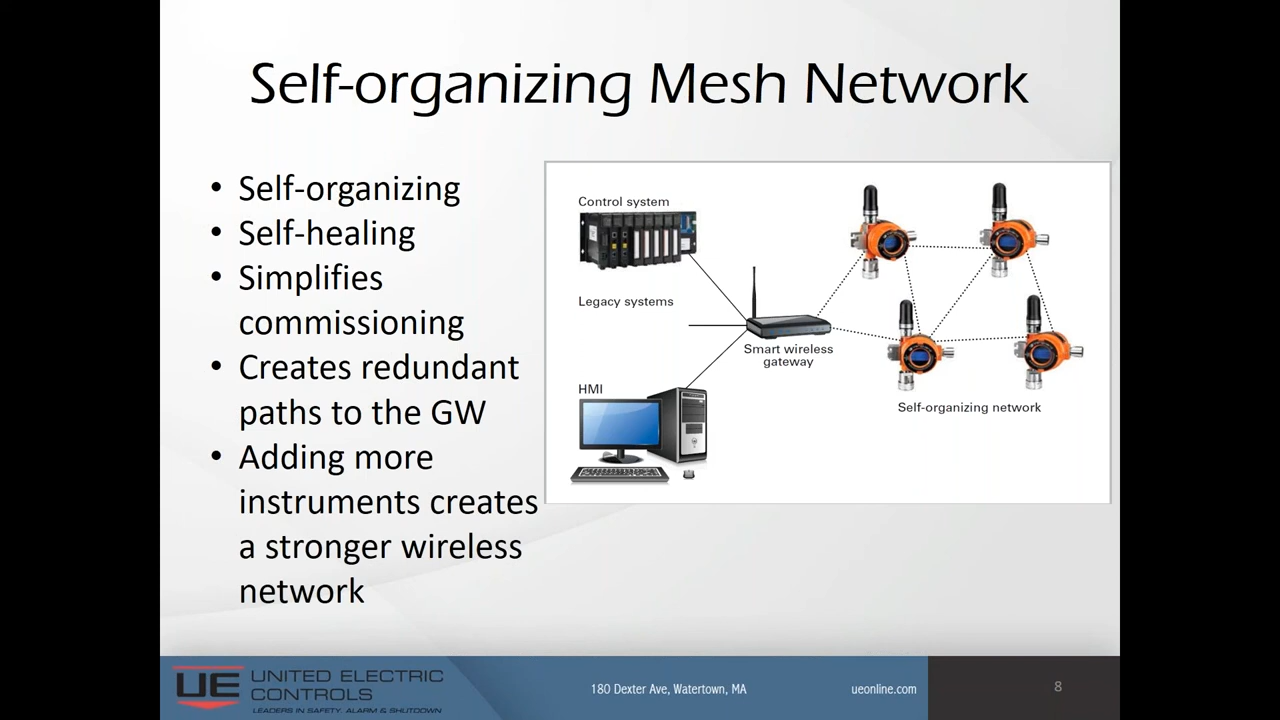 Self-organizing Mesh Network
• Self-organizing
• Self-healing
• Simplifies
commissioning
• Creates redundant
paths to the GW
• Adding more
instruments creates
a stronger wireless
network
Control system
Legacy systems
Smart wireless
gateway
HMI
Self-organizing network
UE UNITED ELECTRIC
CONTROLS
LEADERS IN SAFETY, ALARM & SHUTDOWN
180 Dexter Ave, Watertown, MA
ueonline.com
8